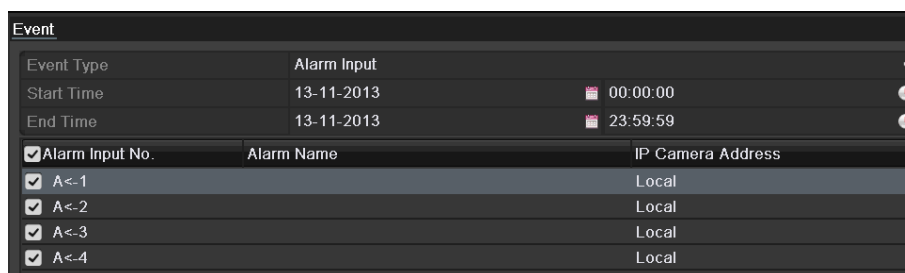 Event
Event Type Alarm Input
Start Time 13-11-2013 00:00:00
End Time 13-11-2013 23:59:59
Alarm Input No. Alarm Name IP Camera Address
A<-1 Local
A<-2 Local
A<-3 Local
A<-4 Local